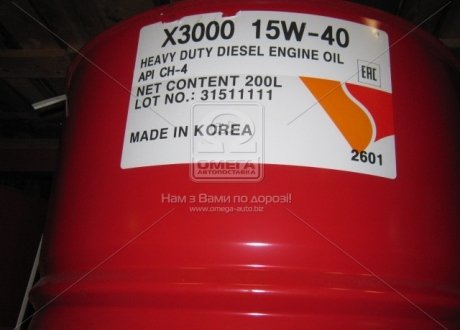 X3000 15W-40
HEAVY DUTY DIESEL ENGINE OIL
API CH-4
NET CONTENT 200L
LOT NO.: 31511111
EAC
MADE IN KOREA
2601
ОМЕГА
АВТОПОСТАВКА
Нам з Вами по дорозі!
www.omega-auto.biz